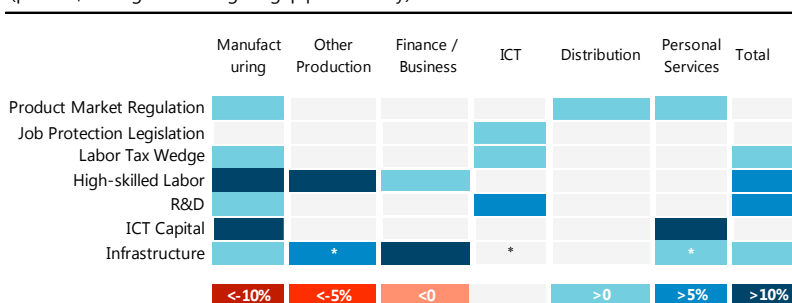 Manufact
uring
Other
Production
Finance /
Business
ICT
Distribution
Personal
Services
Total
Product Market Regulation
Job Protection Legislation
Labor Tax Wedge
High-skilled Labor
R&D
ICT Capital
Infrastructure * * *
<-10% <-5% <0 >0 >5% >10%